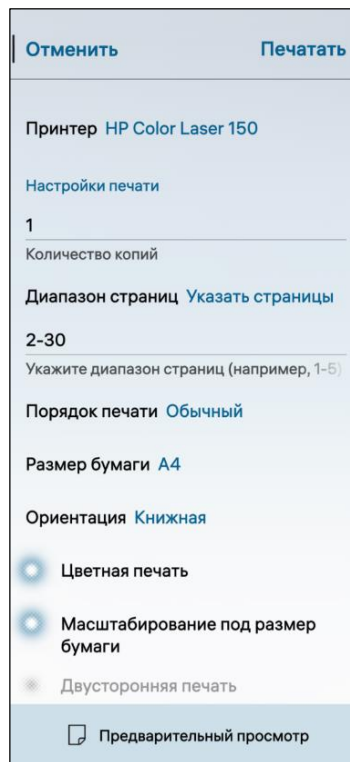 Отменить Печатать
Принтер HP Color Laser 150
Настройки печати
1
Количество копий
Диапазон страниц Указать страницы
2-30
Укажите диапазон страниц (например, 1-5)
Порядок печати Обычный
Размер бумаги A4
Ориентация Книжная
Цветная печать
Масштабирование под размер
бумаги
Двусторонняя печать
Предварительный просмотр